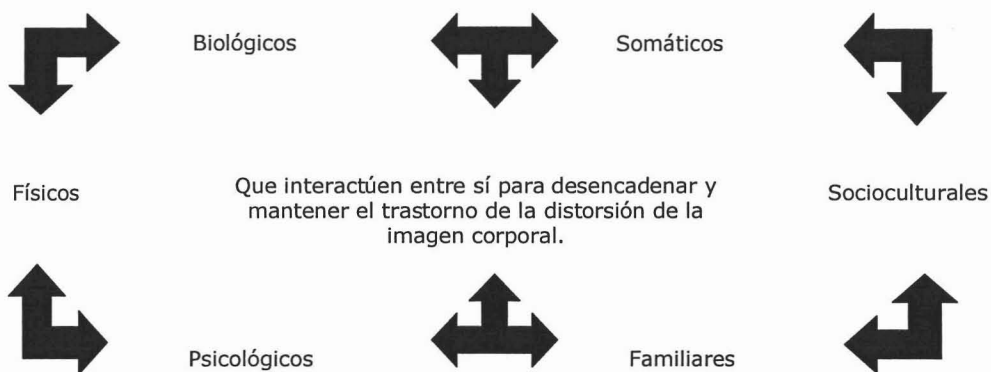 Biológicos
Somáticos
Físicos
Que interactúen entre sí para desencadenar y
mantener el trastorno de la distorsión de la
imagen corporal.
Socioculturales
Psicológicos
Familiares